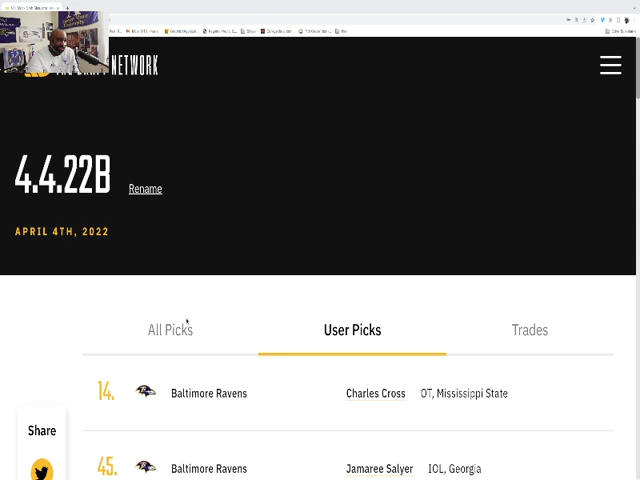 NETWORK
4.4.22B
Rename
APRIL 4TH, 2022
All Picks
User Picks
Trades
14.
Baltimore Ravens
Charles Cross
OT, Mississippi State
Share
45.
Baltimore Ravens
Jamaree Salyer
IOL, Georgia